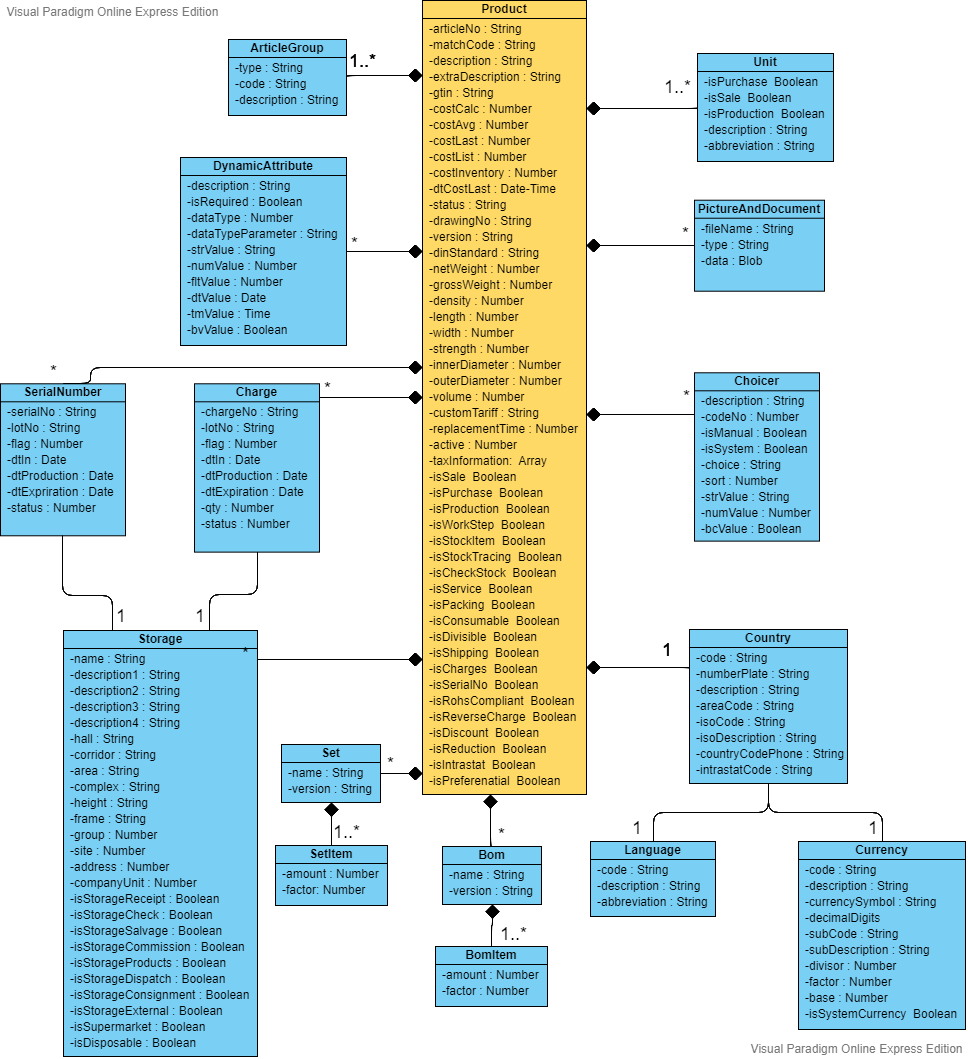 Visual Paradigm Online Express Edition
ArticleGroup
-type : String
-code : String
-description : String
1..*
Product
-articleNo : String
-matchCode : String
-description : String
-extraDescription : String
-gtin : String
-costCalc : Number
-costAvg : Number
-costLast : Number
-costList : Number
-costInventory : Number
-dtCostLast : Date-Time
-status : String
-drawingNo : String
-version : String
-dinStandard : String
-netWeight : Number
-grossWeight : Number
-density : Number
-length : Number
-width : Number
-strength : Number
-innerDiameter : Number
-outerDiameter : Number
-volume : Number
-customTariff : String
-replacementTime : Number
-active : Number
-taxInformation: Array
-isSale Boolean
-isPurchase Boolean
-isProduction Boolean
-isWorkStep Boolean
-isStockItem Boolean
-isStockTracing Boolean
-isCheckStock Boolean
-isService Boolean
-isPacking Boolean
-isConsumable Boolean
-isDivisible Boolean
-isShipping Boolean
-isCharges Boolean
-isSerialNo Boolean
-isRohsCompliant Boolean
-isReverseCharge Boolean
-isDiscount Boolean
-isReduction Boolean
-isIntrastat Boolean
-isPreferenatial Boolean
Unit
-isPurchase Boolean
-isSale Boolean
-isProduction Boolean
-description : String
-abbreviation : String
1..*
DynamicAttribute
-description : String
-isRequired : Boolean
-dataType : Number
-dataTypeParameter : String
-strValue : String
-numValue : Number
-fltValue : Number
-dtValue : Date
-tmValue : Time
-bvValue : Boolean
*
PictureAndDocument
-fileName : String
-type : String
-data : Blob
*
SerialNumber
-serialNo : String
-lotNo : String
-flag : Number
-dtIn : Date
-dtProduction : Date
-dtExpriration : Date
-status : Number
*
Charge
-chargeNo : String
-lotNo : String
-flag : Number
-dtIn : Date
-dtProduction : Date
-dtExpiration : Date
-qty : Number
-status : Number
*
Choicer
-description : String
-codeNo : Number
-isManual : Boolean
-isSystem : Boolean
-choice : String
-sort : Number
-strValue : String
-numValue : Number
-bcValue : Boolean
*
1
1
Storage
*
-name : String
-description1 : String
-description2 : String
-description3 : String
-description4 : String
-hall : String
-corridor : String
-area : String
-complex : String
-height : String
-frame : String
-group : Number
-site : Number
-address : Number
-companyUnit : Number
-isStorageReceipt : Boolean
-isStorageCheck : Boolean
-isStorageSalvage : Boolean
-isStorageCommission : Boolean
-isStorageProducts : Boolean
-isStorageDispatch : Boolean
-isStorageConsignment : Boolean
-isStorageExternal : Boolean
-isSupermarket : Boolean
-isDisposable : Boolean
1
Country
-code : String
-numberPlate : String
-description : String
-areaCode : String
-isoCode : String
-isoDescription : String
-countryCodePhone : String
-intrastatCode : String
Set
-name : String
-version : String
*
1..*
SetItem
-amount : Number
-factor: Number
*
Bom
-name : String
-version : String
1..*
BomItem
-amount : Number
-factor : Number
1
Language
-code : String
-description : String
-abbreviation : String
1
Currency
-code : String
-description : String
-currencySymbol : String
-decimalDigits
-subCode : String
-subDescription : String
-divisor : Number
-factor : Number
-base : Number
-isSystemCurrency Boolean
Visual Paradigm Online Express Edition